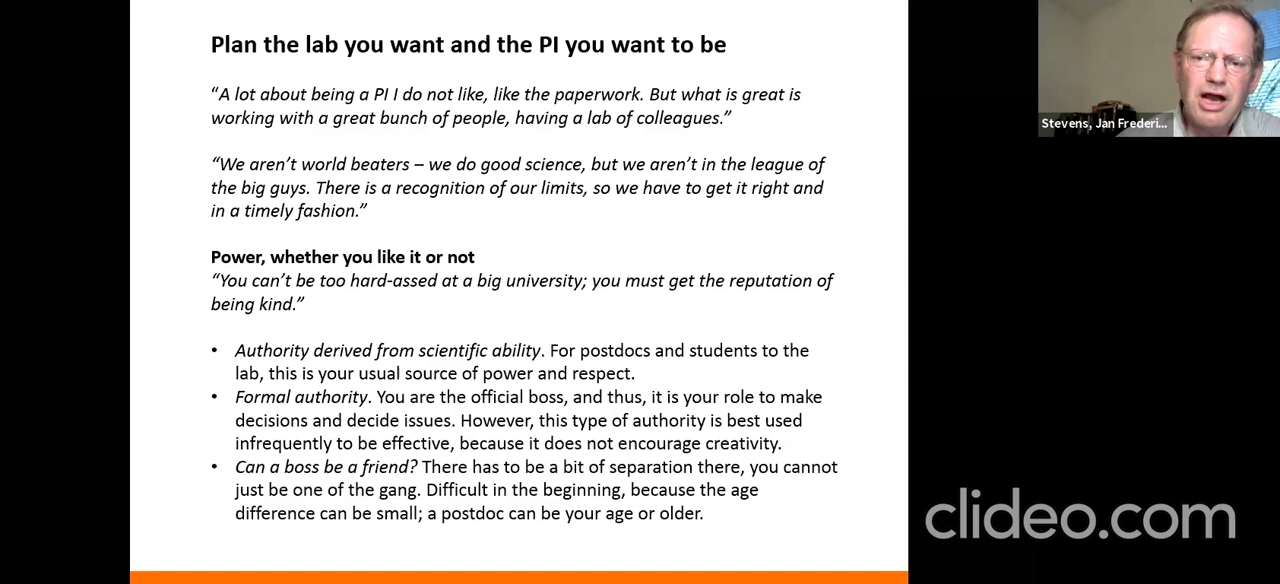 Plan the lab you want and the PI you want to be
“A lot about being a PI I do not like, like the paperwork. But what is great is
working with a great bunch of people, having a lab of colleagues.”
“We aren’t world beaters – we do good science, but we aren’t in the league of
the big guys. There is a recognition of our limits, so we have to get it right and
in a timely fashion.”
Power, whether you like it or not
“You can’t be too hard-assed at a big university; you must get the reputation of
being kind.”
• Authority derived from scientific ability. For postdocs and students to the
lab, this is your usual source of power and respect.
• Formal authority. You are the official boss, and thus, it is your role to make
decisions and decide issues. However, this type of authority is best used
infrequently to be effective, because it does not encourage creativity.
• Can a boss be a friend? There has to be a bit of separation there, you cannot
just be one of the gang. Difficult in the beginning, because the age
difference can be small; a postdoc can be your age or older.
Stevens, Jan Frederi...
clideo.com